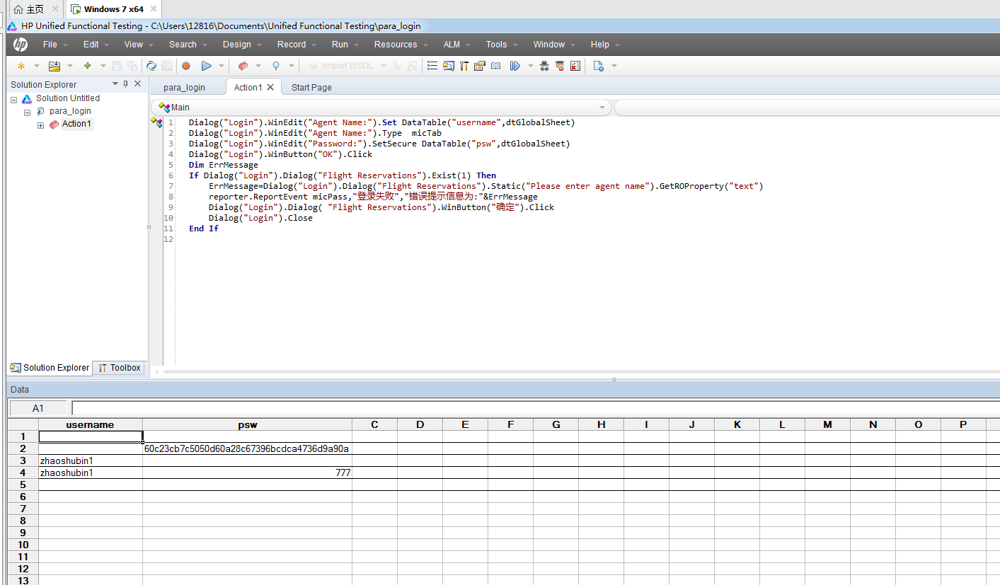 主页
Windows 7 x64
HP Unified Functional Testing - C:\Users\12816\Documents\Unified Functional Testing\para_login
hp File Edit View Search Design Record Run Resources ALM Tools Window Help
Import WSDL
Solution Explorer
Solution Untitled
para_login
Action1
para_login Action1 Start Page
Main
1 Dialog("Login").WinEdit("Agent Name:").Set DataTable("username",dtGlobalSheet)
2 Dialog("Login").WinEdit("Agent Name:").Type  micTab
3 Dialog("Login").WinEdit("Password:").SetSecure DataTable("psw",dtGlobalSheet)
4 Dialog("Login").WinButton("OK").Click
5 Dim ErrMessage
6 If Dialog("Login").Dialog("Flight Reservations").Exist(1) Then
7     ErrMessage=Dialog("Login").Dialog("Flight Reservations").Static("Please enter agent name").GetROProperty("text")
8     reporter.ReportEvent micPass,"登录失败","错误提示信息为:"&ErrMessage
9     Dialog("Login").Dialog( "Flight Reservations").WinButton("确定").Click
10     Dialog("Login").Close
11 End If
12
Solution Explorer Toolbox
Data
A1
username psw C D E F G H I J K L M N O P
1
2 60c23cb7c5050d60a28c67396bcdca4736d9a90a
3 zhaoshubin1
4 zhaoshubin1 777
5
6
7
8
9
10
11
12
13